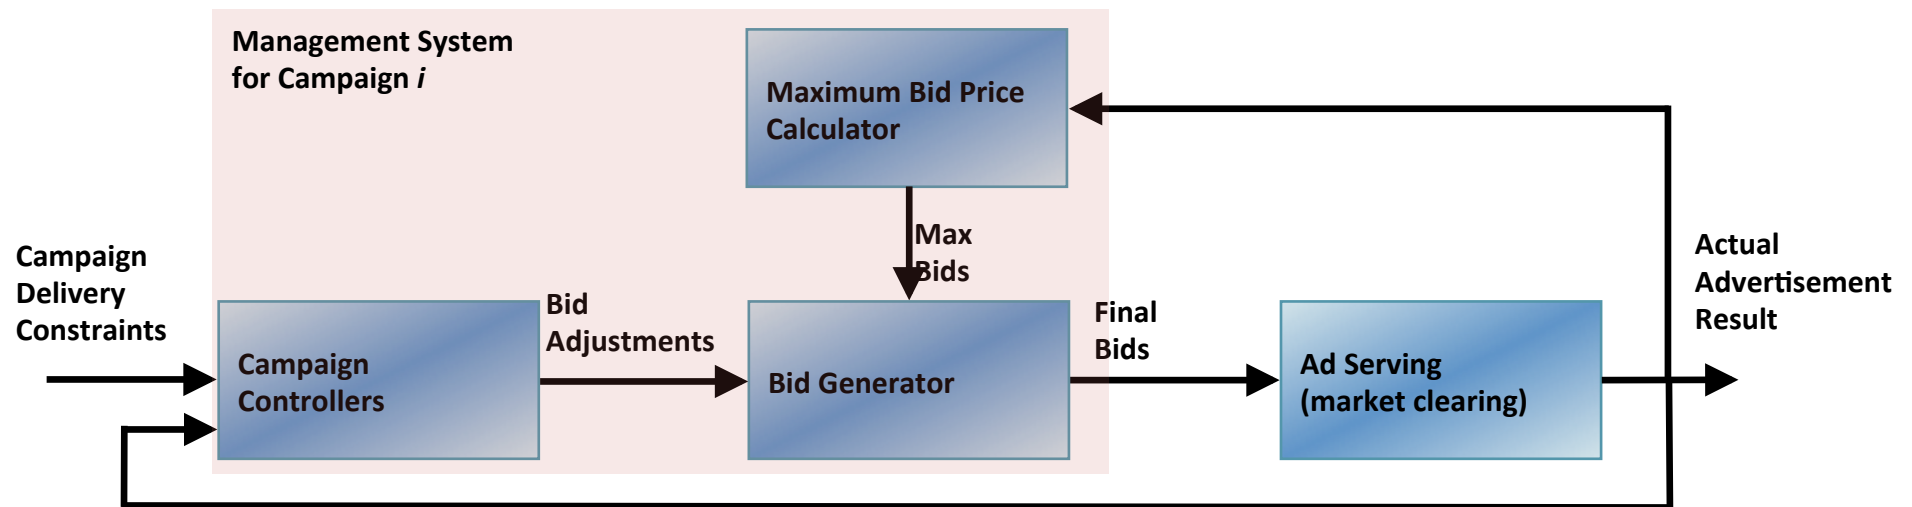 Management System
for Campaign i
Maximum Bid Price
Calculator
Max
Bids
Campaign
Delivery
Constraints
Actual
Advertisement
Result
Bid
Adjustments
Final
Bids
Campaign
Controllers
Bid Generator
Ad Serving
(market clearing)